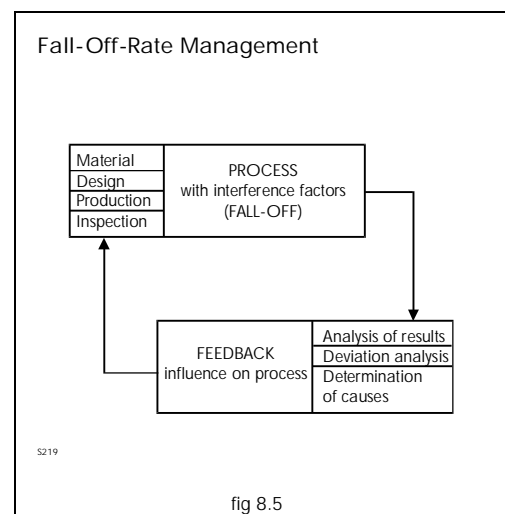 Fall-Off-Rate Management
Material
Design
Production
Inspection
PROCESS
with interference factors
(FALL-OFF)
FEEDBACK
influence on process
Analysis of results
Deviation analysis
Determination
of causes
S219
fig 8.5